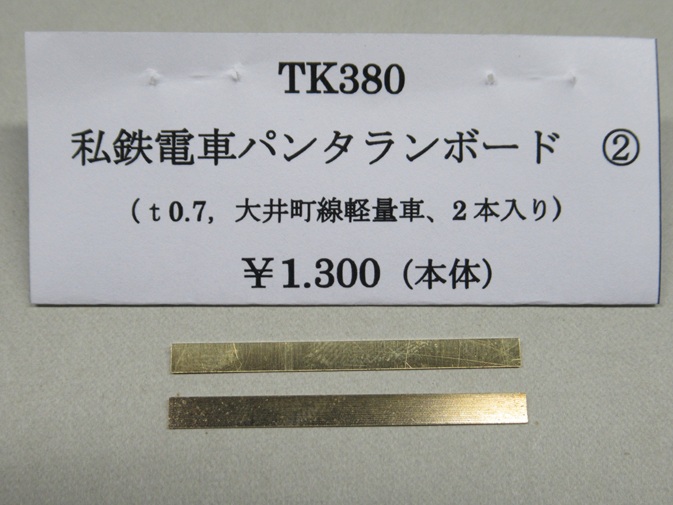 TK380
私鉄電車パンタランボード ②
（ｔ0.7, 大井町線軽量車、2本入り）
￥1.300（本体）